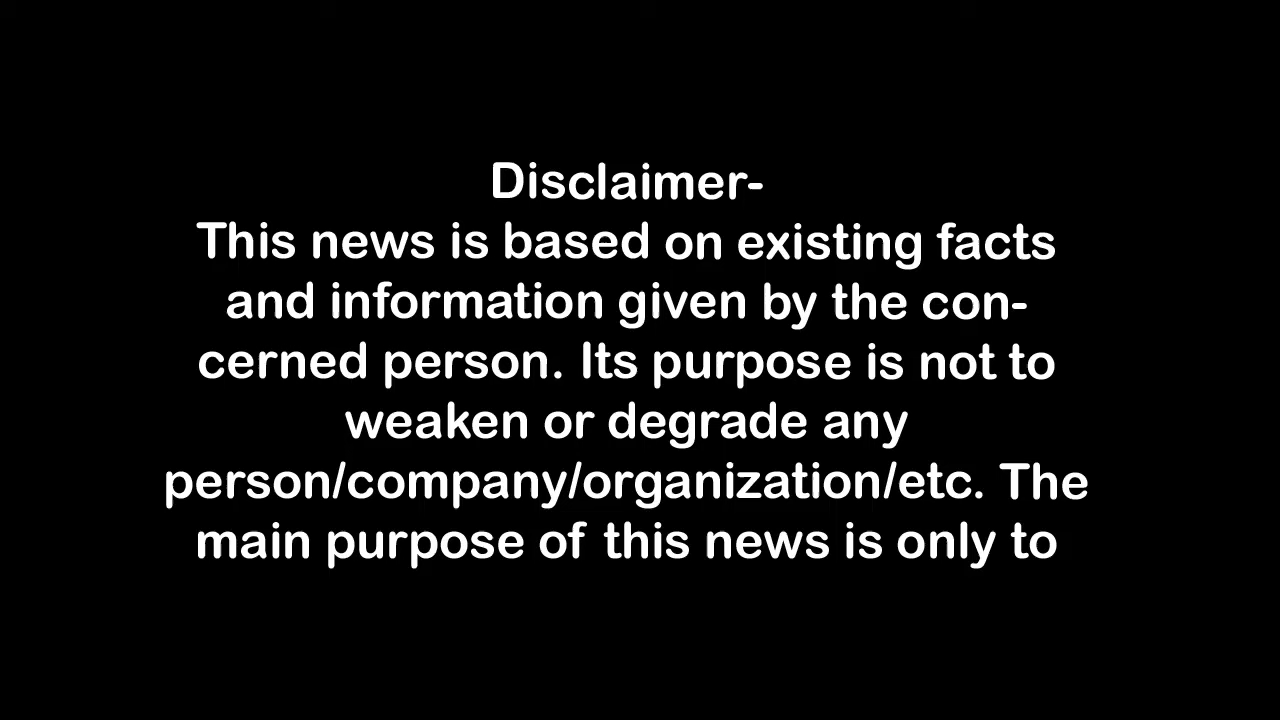 Disclaimer-
This news is based on existing facts
and information given by the con-
cerned person. Its purpose is not to
weaken or degrade any
person/company/organization/etc. The
main purpose of this news is only to